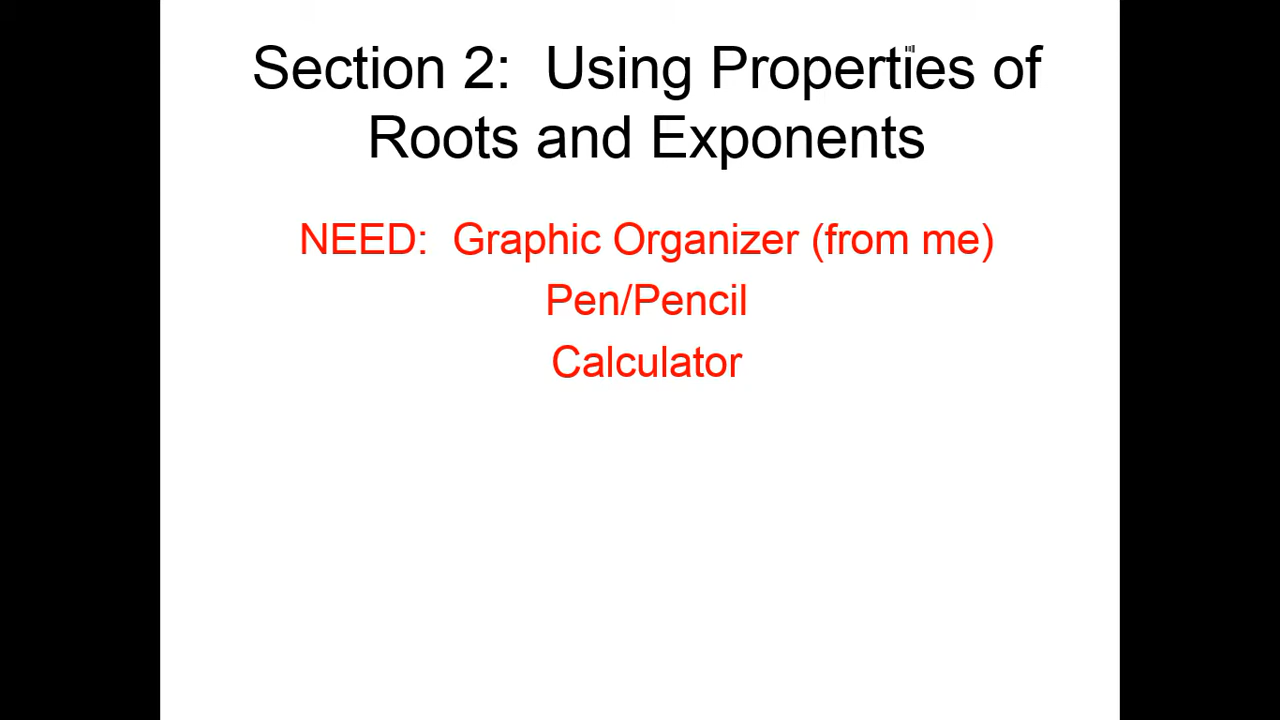 Section 2:  Using Properties of
Roots and Exponents
NEED:  Graphic Organizer (from me)
Pen/Pencil
Calculator